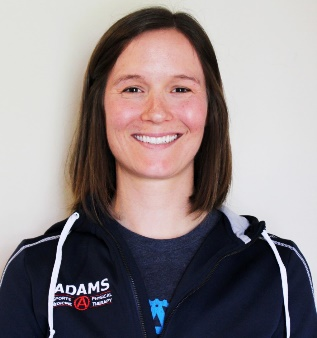 ADAMS
SPORTS A PHYSICAL
MEDICINE THERAPY